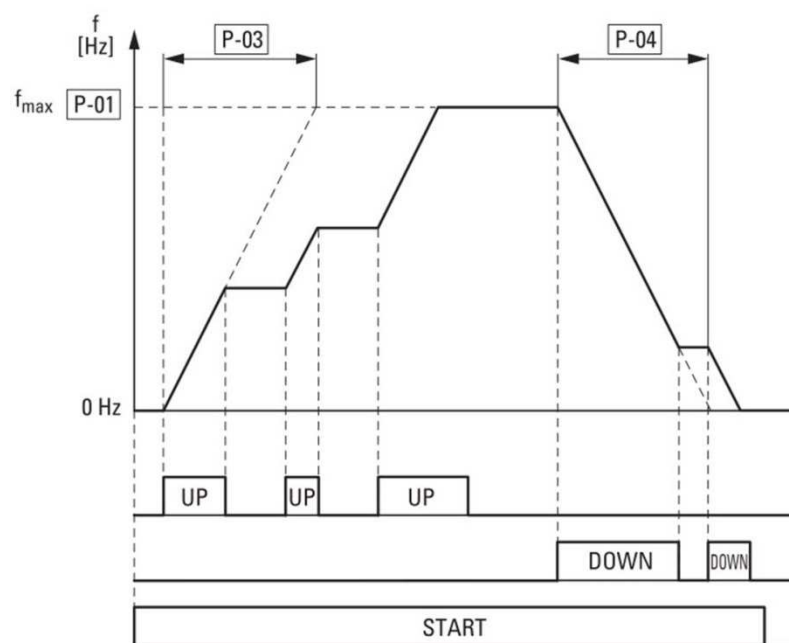 f
[Hz]
P-03
P-04
fmax P-01
0 Hz
UP UP UP
DOWN DOWN
START